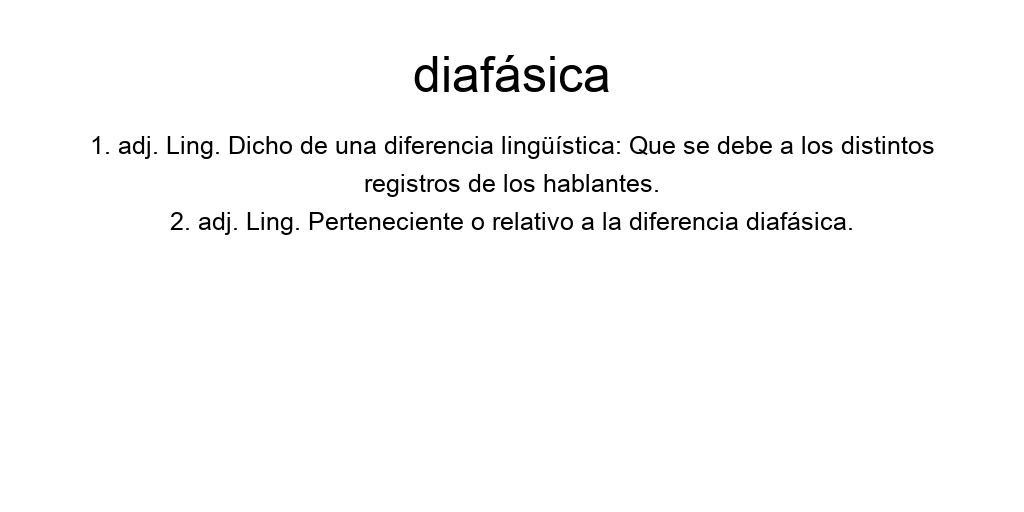 diafásica
1. adj. Ling. Dicho de una diferencia lingüística: Que se debe a los distintos
registros de los hablantes.
2. adj. Ling. Perteneciente o relativo a la diferencia diafásica.